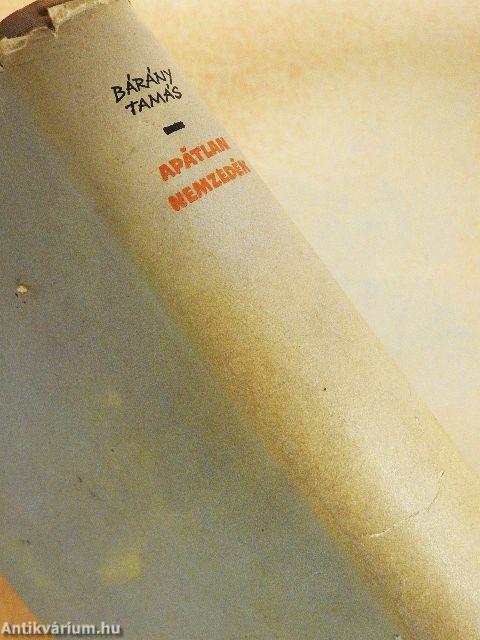 BÁRÁNY
TAMÁS
APÁTLAN
NEMZEDÉK
Antikvárium.hu